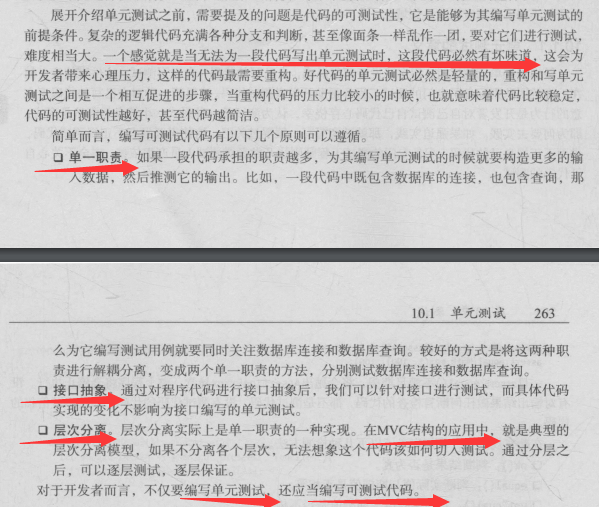 展开介绍单元测试之前，需要提及的问题是代码的可测试性，它是能够为其编写单元测试的
前提条件。复杂的逻辑代码充满各种分支和判断，甚至像面条一样乱作一团，要对它们进行测试，
难度相当大。一个感觉就是当无法为一段代码写出单元测试时，这段代码必然有坏味道，这会为
开发者带来心理压力，这样的代码最需要重构。好代码的单元测试必然是轻量的，重构和写单元
测试之间是一个相互促进的步骤，当重构代码的压力比较小的时候，也就意味着代码比较稳定，
代码的可测试性越好，甚至代码越简洁。
简单而言，编写可测试代码有以下几个原则可以遵循。
❏ 单一职责。如果一段代码承担的职责越多，为其编写单元测试的时候就要构造更多的输
入数据，然后推测它的输出。比如，一段代码中既包含数据库的连接，也包含查询，那
10.1 单元测试 263
么为它编写测试用例就要同时关注数据库连接和数据库查询。较好的方式是将这两种职
责进行解耦分离，变成两个单一职责的方法，分别测试数据库连接和数据库查询。
❏ 接口抽象。通过对程序代码进行接口抽象后，我们可以针对接口进行测试，而具体代码
实现的变化不影响为接口编写的单元测试。
❏ 层次分离。层次分离实际上是单一职责的一种实现。在MVC结构的应用中，就是典型的
层次分离模型，如果不分离各个层次，无法想象这个代码该如何切入测试。通过分层之
后，可以逐层测试，逐层保证。
对于开发者而言，不仅要编写单元测试，还应当编写可测试代码。